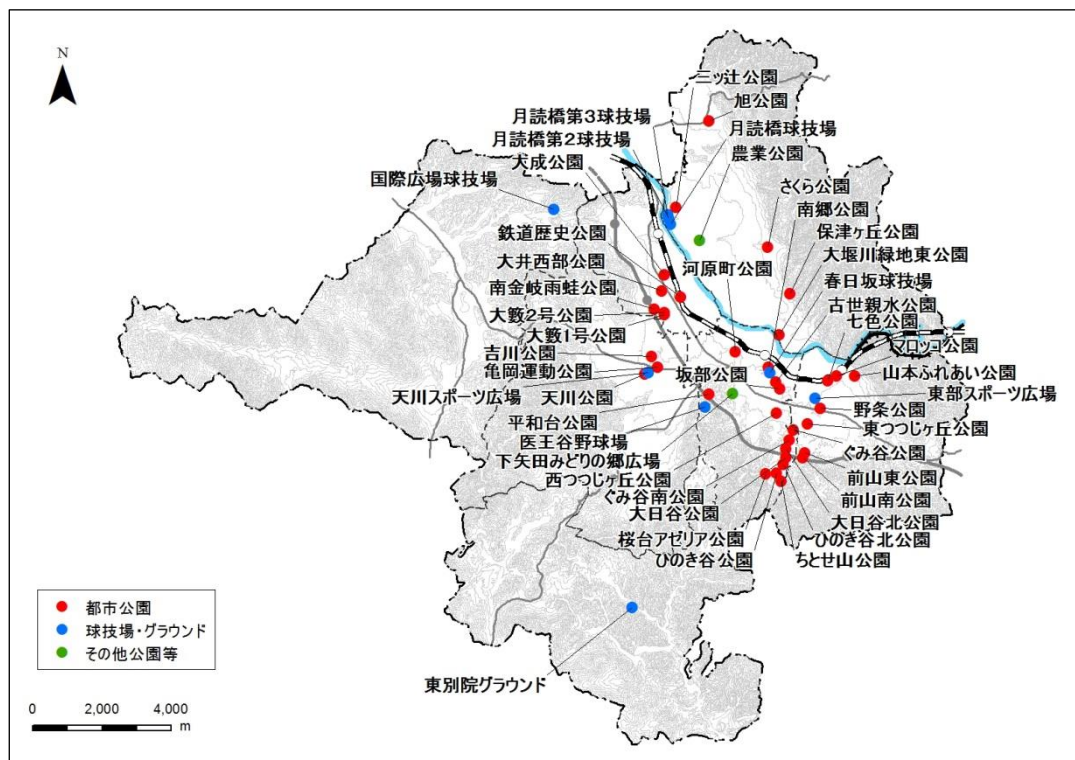 N
三ッ辻公園
旭公園
月読橋第3球技場
月読橋球技場
月読橋第2球技場
農業公園
大成公園
国際広場球技場
さくら公園
南郷公園
鉄道歴史公園
保津ヶ丘公園
大井西部公園
河原町公園
大堰川緑地東公園
南金岐雨蛙公園
春日坂球技場
古世親水公園
大籔2号公園
七色公園
大籔1号公園
マロッコ公園
吉川公園
亀岡運動公園
坂部公園
山本ふれあい公園
天川スポーツ広場
天川公園
東部スポーツ広場
平和台公園
野条公園
医王谷野球場
東つつじヶ丘公園
下矢田みどりの郷広場
ぐみ谷公園
西つつじヶ丘公園
前山東公園
ぐみ谷南公園
前山南公園
大日谷公園
大日谷北公園
桜台アゼリア公園
ひのき谷北公園
ひのき谷公園
ちとせ山公園
東別院グラウンド
都市公園
球技場・グラウンド
その他公園等
0 2,000 4,000
m